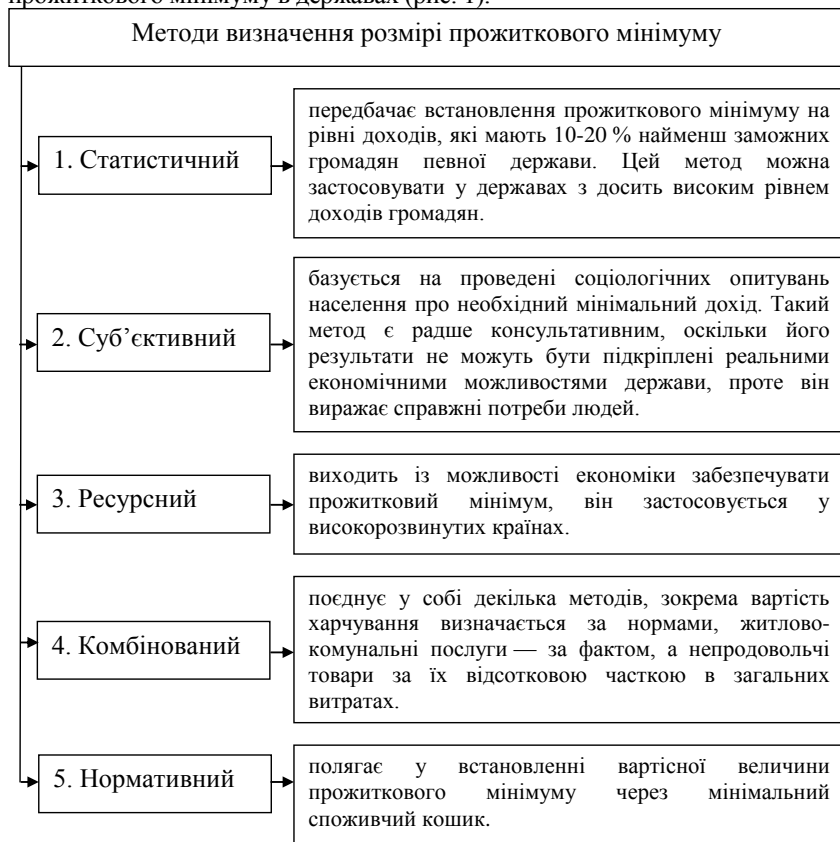 прожиткового мінімуму в державах (рис. 1).
Методи визначення розмірі прожиткового мінімуму
1. Статистичний
передбачає встановлення прожиткового мінімуму на
рівні доходів, які мають 10-20 % найменш заможних
громадян певної держави. Цей метод можна
застосовувати у державах з досить високим рівнем
доходів громадян.
2. Суб’єктивний
базується на проведені соціологічних опитувань
населення про необхідний мінімальний дохід. Такий
метод є радше консультативним, оскільки його
результати не можуть бути підкріплені реальними
економічними можливостями держави, проте він
виражає справжні потреби людей.
3. Ресурсний
виходить із можливості економіки забезпечувати
прожитковий мінімум, він застосовується у
високорозвинутих країнах.
4. Комбінований
поєднує у собі декілька методів, зокрема вартість
харчування визначається за нормами, житлово-
комунальні послуги — за фактом, а непродовольчі
товари за їх відсотковою часткою в загальних
витратах.
5. Нормативний
полягає у встановленні вартісної величини
прожиткового мінімуму через мінімальний
споживчий кошик.